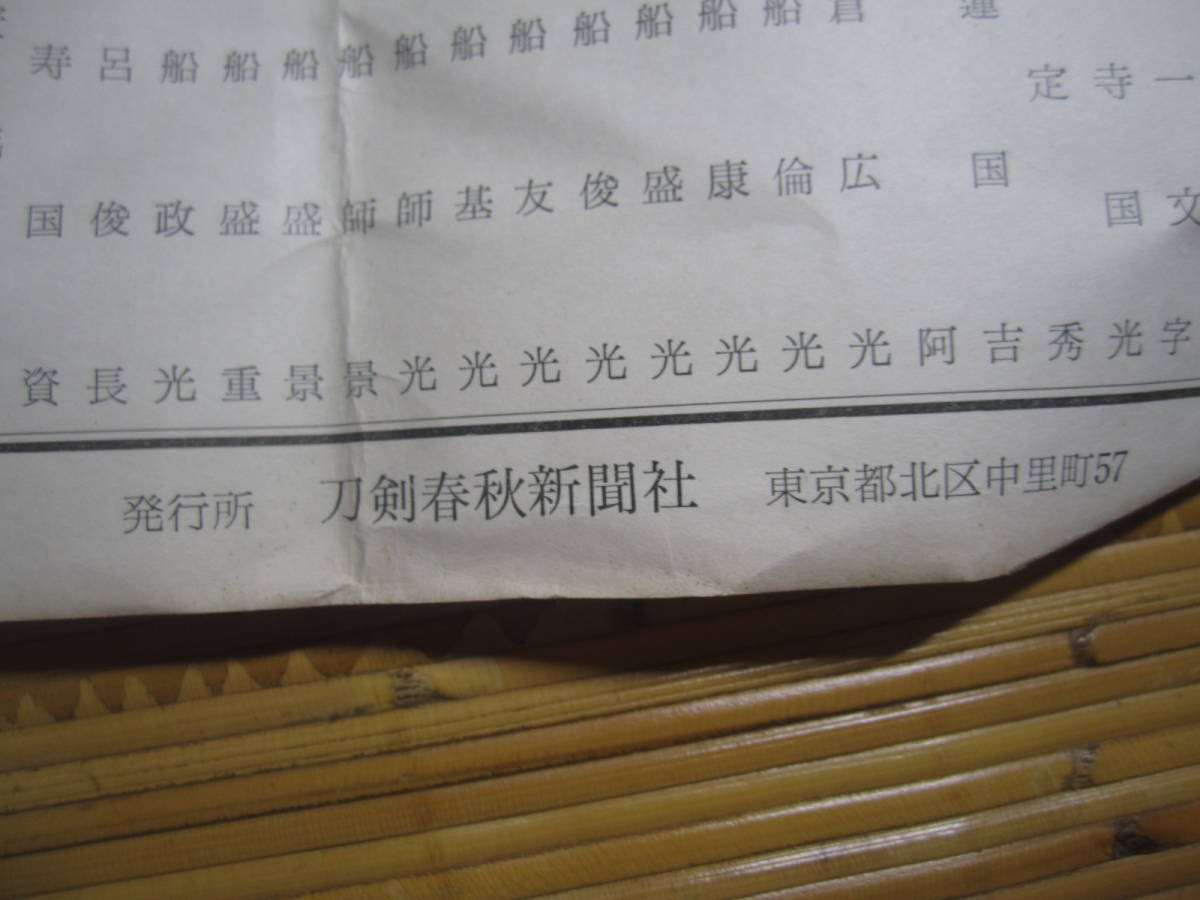 一文字
寺国光
定秀
蓮国吉
阿
倉広光
船倫光
船康光
船盛光
船俊光
船友光
船基光
船師光
船師景
船盛景
船盛重
船政光
呂俊長
寿国資
発行所 刀剣春秋新聞社 東京都北区中里町57